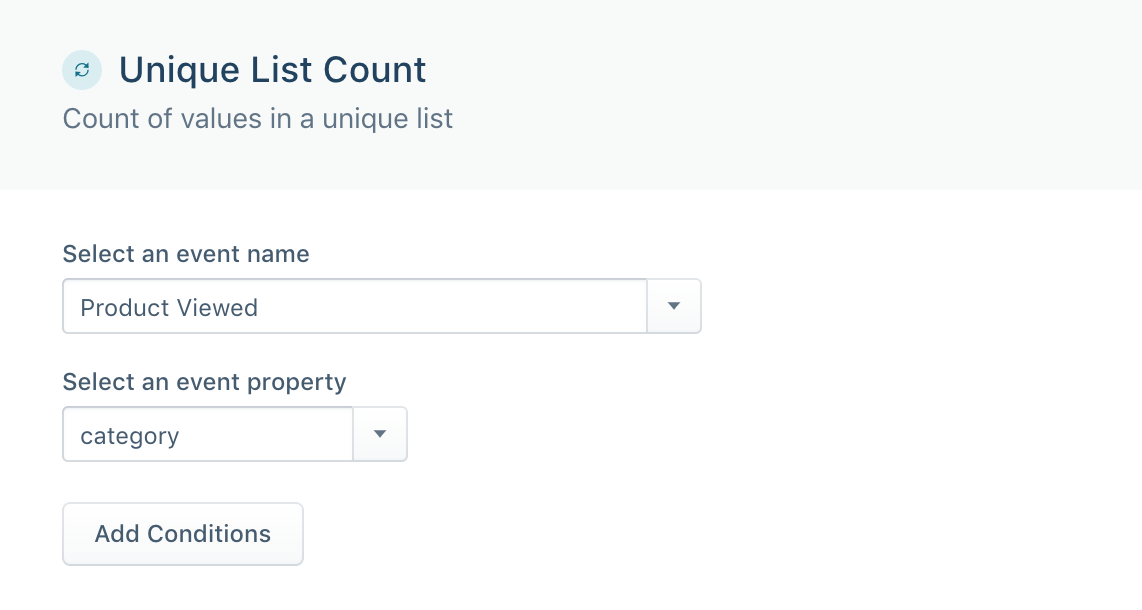 Unique List Count
Count of values in a unique list
Select an event name
Product Viewed
Select an event property
category
Add Conditions